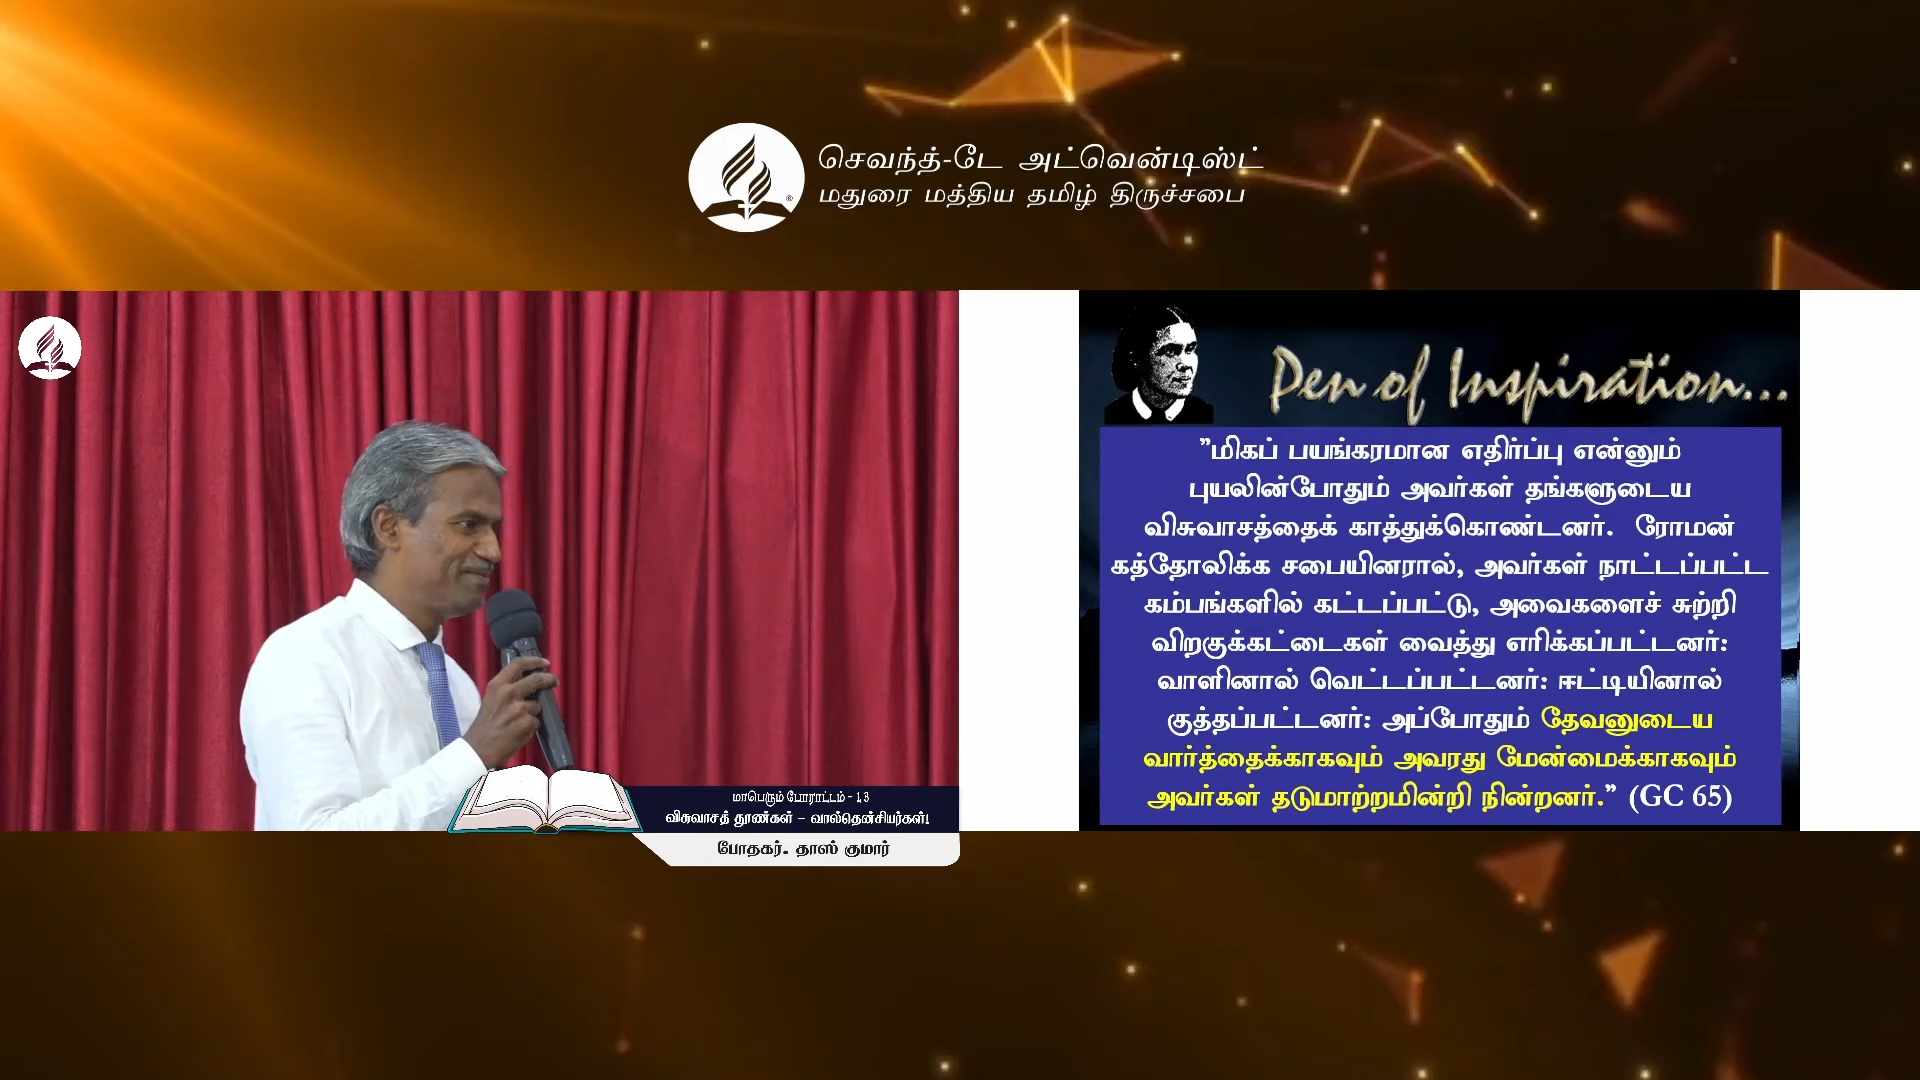 செவந்த்-டே அட்வென்டிஸ்ட்
மதுரை மத்திய தமிழ் திருச்சபை
®
Pen of Inspiration...
"மிகப் பயங்கரமான எதிர்ப்பு என்னும்
புயலின்போதும் அவர்கள் தங்களுடைய
விசுவாசத்தைக் காத்துக்கொண்டனர். ரோமன்
கத்தோலிக்க சபையினரால், அவர்கள் நாட்டப்பட்ட
கம்பங்களில் கட்டப்பட்டு, அவைகளைச் சுற்றி
விறகுக்கட்டைகள் வைத்து எரிக்கப்பட்டனர்:
வாளினால் வெட்டப்பட்டனர்: ஈட்டியினால்
குத்தப்பட்டனர்: அப்போதும் தேவனுடைய
வார்த்தைக்காகவும் அவரது மேன்மைக்காகவும்
அவர்கள் தடுமாற்றமின்றி நின்றனர்." (GC 65)
மாபெரும் போராட்டம் - 13
விசுவாசத் தூண்கள் – வால்தென்சியர்கள்!
போதகர். தாஸ் குமார்